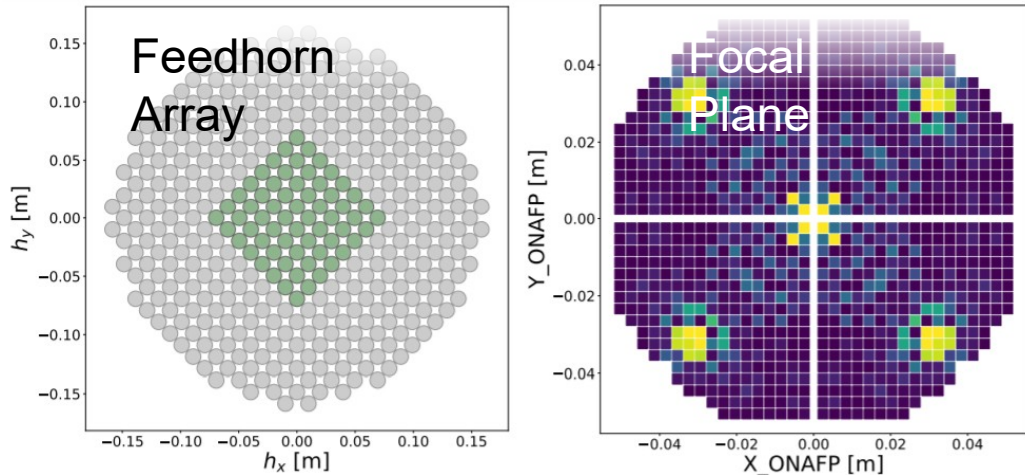 Feedhorn
Array
0.15
0.10
0.05
0.00
−0.05
−0.10
−0.15
h_y [m]
−0.15 −0.10 −0.05 0.00 0.05 0.10 0.15
h_x [m]
Focal
Plane
0.04
0.02
0.00
−0.02
−0.04
Y_ONAFP [m]
−0.04 −0.02 0.00 0.02 0.04
X_ONAFP [m]